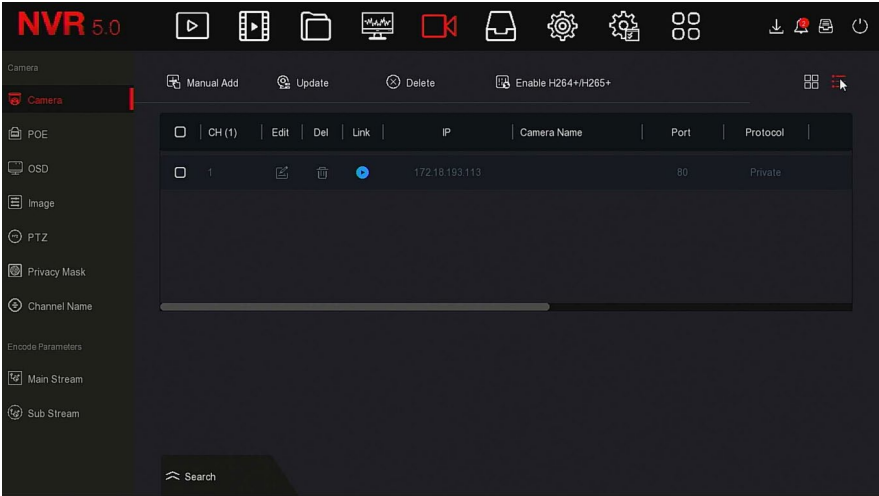 NVR 5.0
2
Camera
Manual Add Update Delete Enable H264+/H265+
Camera
POE
CH (1) Edit Del Link IP Camera Name Port Protocol
OSD
1 172.18.193.113 80 Private
Image
PTZ
Privacy Mask
Channel Name
Encode Parameters
Main Stream
Sub Stream
Search